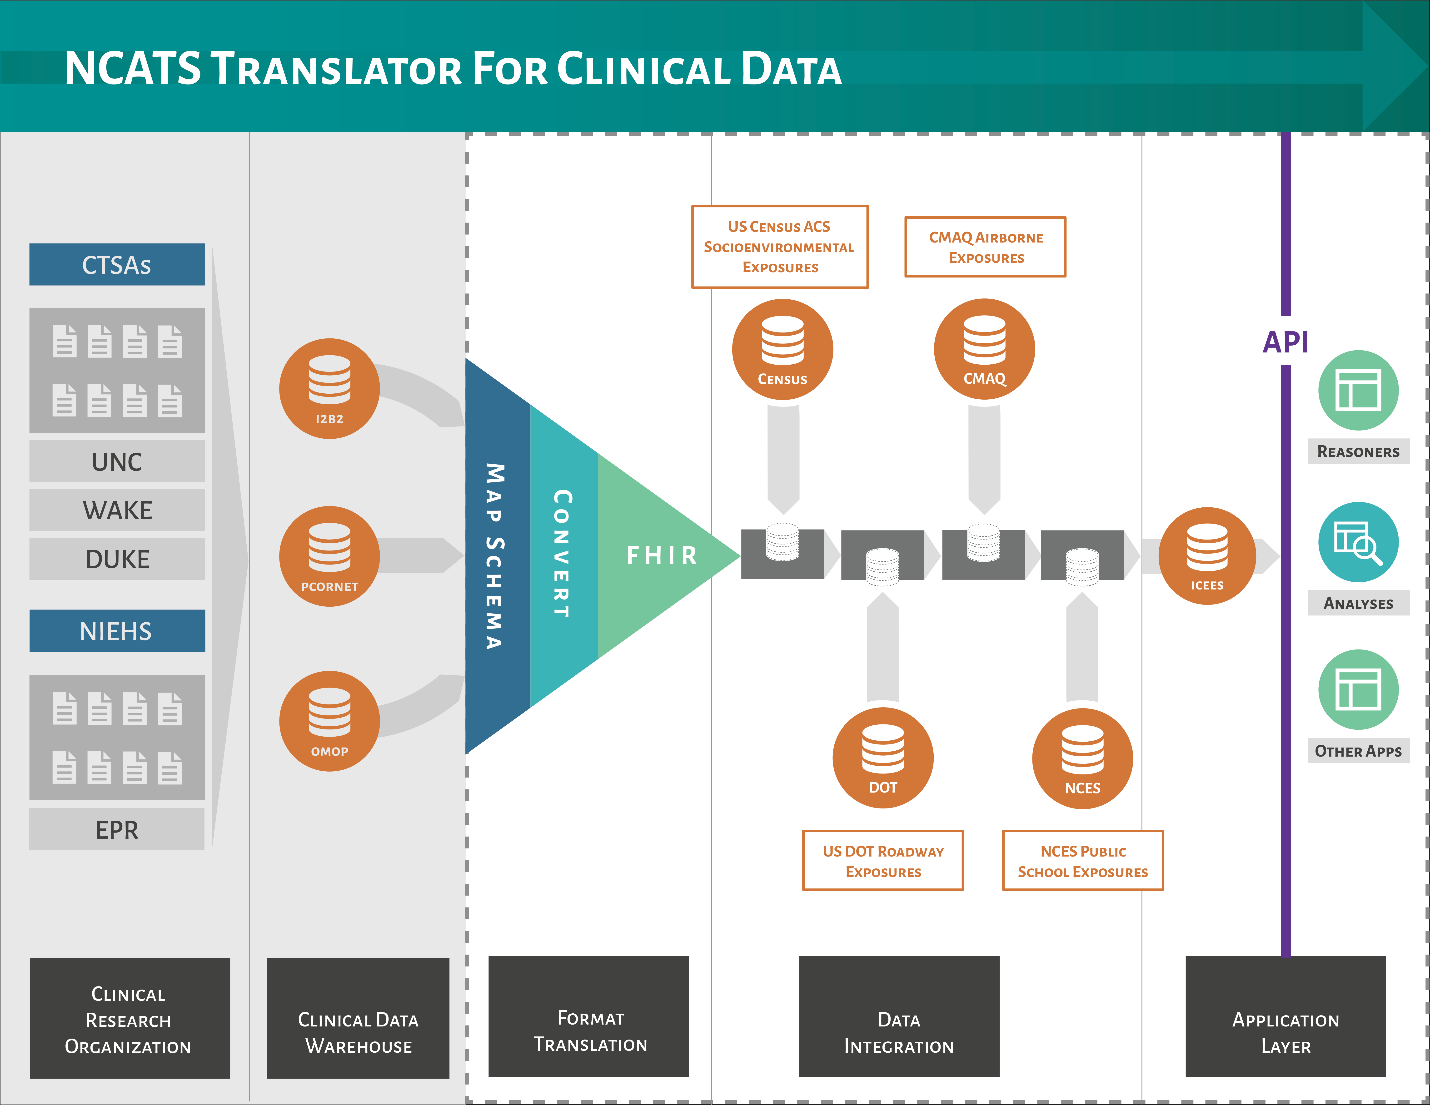 NCATS TRANSLATOR FOR CLINICAL DATA
CTSAs
UNC
WAKE
DUKE
NIEHS
EPR
I2B2
PCORNET
OMOP
MAP SCHEMA
CONVERT
FHIR
US CENSUS ACS
SOCIOENVIRONMENTAL
EXPOSURES
CENSUS
CMAQ AIRBORNE
EXPOSURES
CMAQ
DOT
US DOT ROADWAY
EXPOSURES
NCES
NCES PUBLIC
SCHOOL EXPOSURES
ICEES
API
REASONERS
ANALYSES
OTHER APPS
CLINICAL
RESEARCH
ORGANIZATION
CLINICAL DATA
WAREHOUSE
FORMAT
TRANSLATION
DATA
INTEGRATION
APPLICATION
LAYER